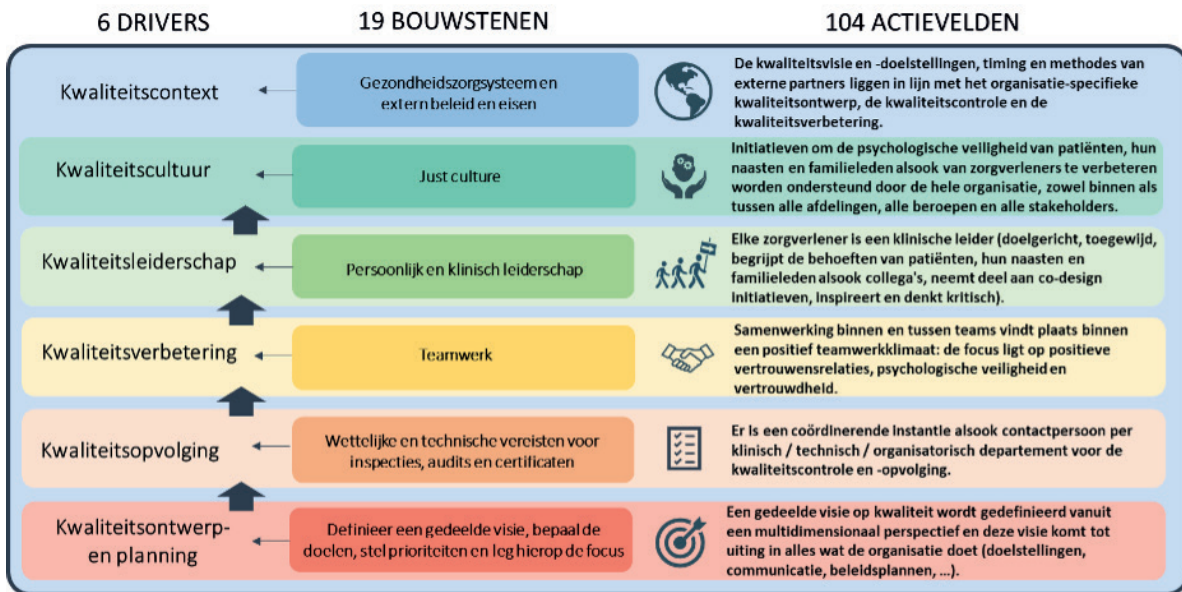 6 DRIVERS
19 BOUWSTENEN
104 ACTIEVELDEN
Kwaliteitscontext
Gezondheidszorgsysteem en
extern beleid en eisen
De kwaliteitsvisie en -doelstellingen, timing en methodes van
externe partners liggen in lijn met het organisatie-specifieke
kwaliteitsontwerp, de kwaliteitscontrole en de
kwaliteitsverbetering.
Kwaliteitscultuur
Just culture
Initiatieven om de psychologische veiligheid van patiënten, hun
naasten en familieleden alsook van zorgverleners te verbeteren
worden ondersteund door de hele organisatie, zowel binnen als
tussen alle afdelingen, alle beroepen en alle stakeholders.
Kwaliteitsleiderschap
Persoonlijk en klinisch leiderschap
Elke zorgverlener is een klinische leider (doelgericht, toegewijd,
begrijpt de behoeften van patiënten, hun naasten en
familieleden alsook collega's, neemt deel aan co-design
initiatieven, inspireert en denkt kritisch).
Kwaliteitsverbetering
Teamwerk
Samenwerking binnen en tussen teams vindt plaats binnen
een positief teamwerkklimaat: de focus ligt op positieve
vertrouwensrelaties, psychologische veiligheid en
vertrouwdheid.
Kwaliteitsopvolging
Wettelijke en technische vereisten voor
inspecties, audits en certificaten
Er is een coördinerende instantie alsook contactpersoon per
klinisch / technisch / organisatorisch departement voor de
kwaliteitscontrole en -opvolging.
Kwaliteitsontwerp-
en planning
Definieer een gedeelde visie, bepaal de
doelen, stel prioriteiten en leg hierop de focus
Een gedeelde visie op kwaliteit wordt gedefinieerd vanuit
een multidimensionaal perspectief en deze visie komt tot
uiting in alles wat de organisatie doet (doelstellingen,
communicatie, beleidsplannen, ...).